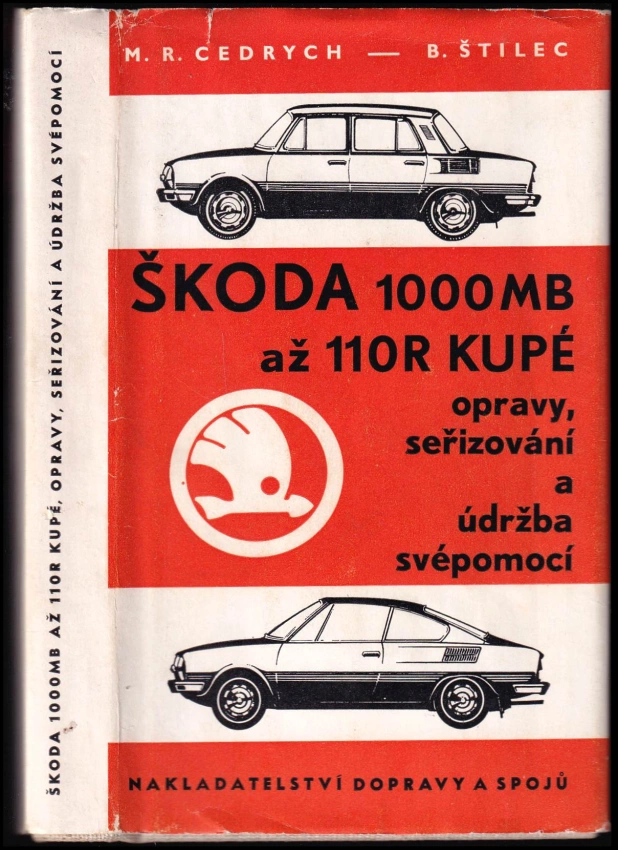 M. R. CEDRYCH — B. ŠTILEC
ŠKODA 1000MB
až 110R KUPÉ
opravy,
seřizování
a
údržba
svépomocí
NAKLADATELSTVÍ DOPRAVY A SPOJŮ
ŠKODA 1000MB AŽ 110R KUPÉ, OPRAVY, SEŘIZOVÁNÍ A ÚDRŽBA SVÉPOMOCÍ